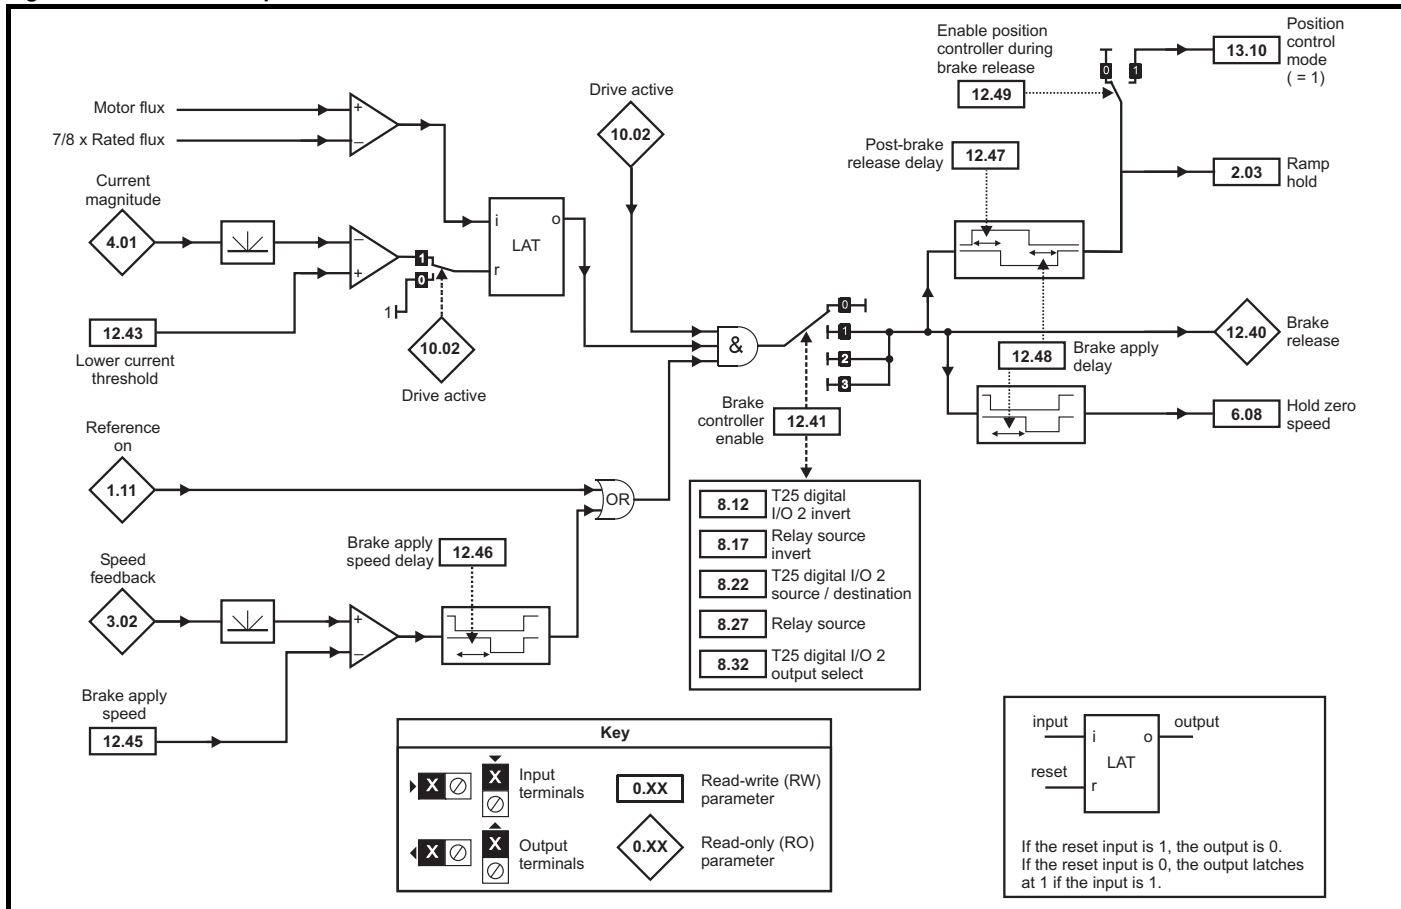 Motor flux
7/8 x Rated flux
+
–
Current
magnitude
4.01
–
+
1
0
1
12.43
Lower current
threshold
10.02
Drive active
i
o
LAT
r
Drive active
10.02
Reference
on
1.11
OR
&
Speed
feedback
3.02
Brake apply
speed delay
12.46
+
–
Brake apply
speed
12.45
0
1
2
3
Brake
controller
enable
12.41
8.12
T25 digital
I/O 2 invert
8.17
Relay source
invert
8.22
T25 digital I/O 2
source / destination
8.27
Relay source
8.32
T25 digital I/O 2
output select
Enable position
controller during
brake release
12.49
0
1
13.10
Position
control
mode
( = 1)
Post-brake
release delay
12.47
2.03
Ramp
hold
12.40
Brake
release
12.48
Brake apply
delay
6.08
Hold zero
speed
Key
X
X
Input
terminals
0.XX
Read-write (RW)
parameter
X
X
Output
terminals
0.XX
Read-only (RO)
parameter
input
i
o
output
LAT
reset
r
If the reset input is 1, the output is 0.
If the reset input is 0, the output latches
at 1 if the input is 1.